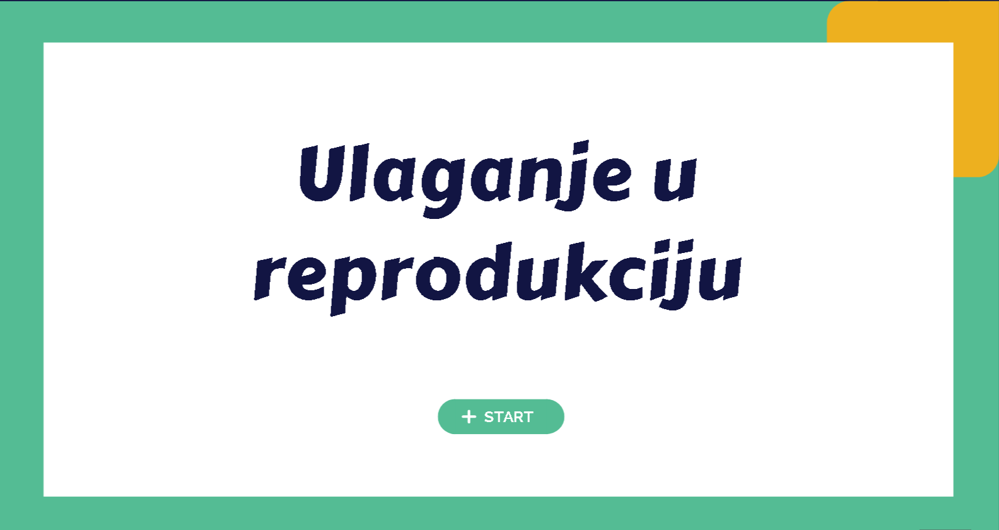 Ulaganje u
reprodukciju
+ START